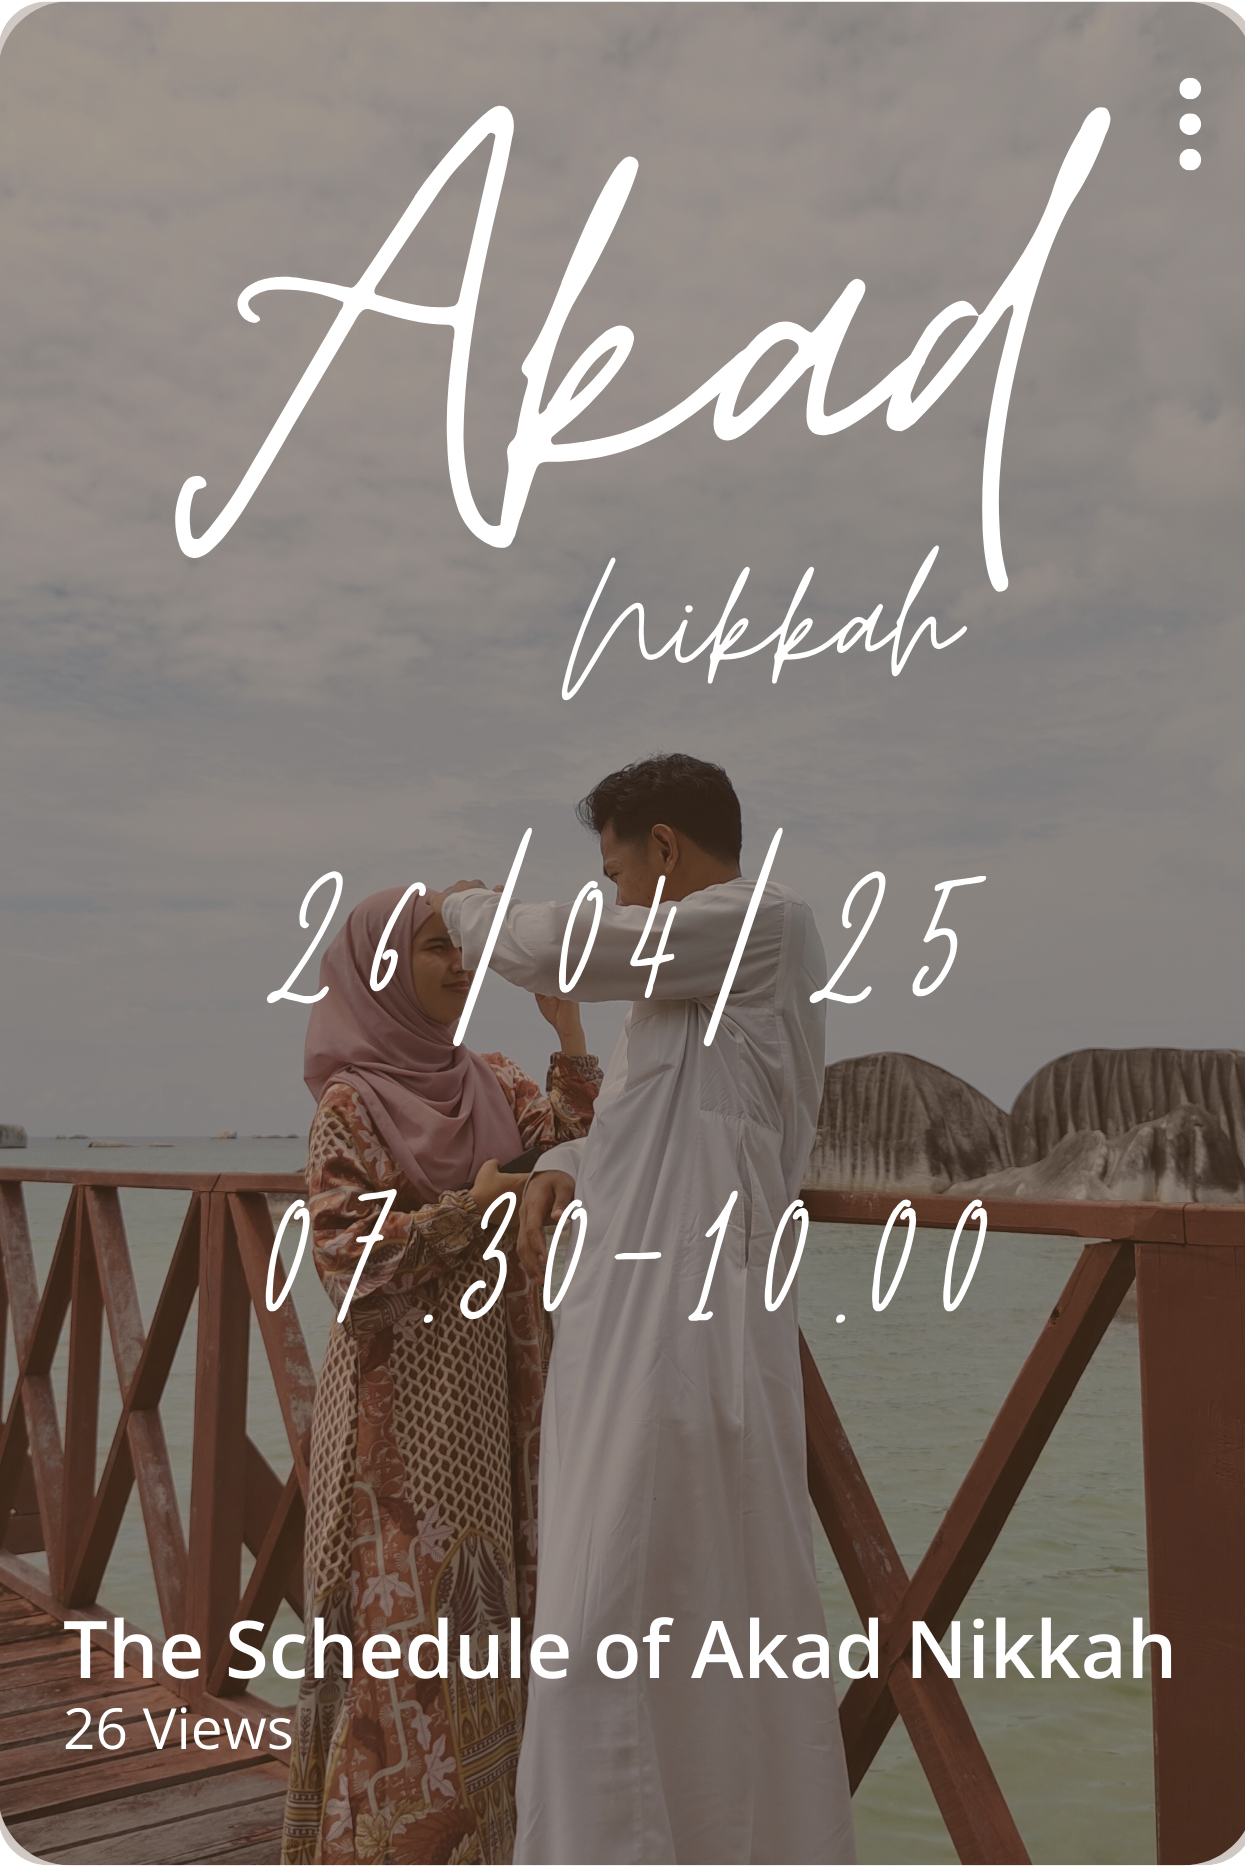 Akad
Nikkah
26/04/25
07.30-10.00
The Schedule of Akad Nikkah
26 Views